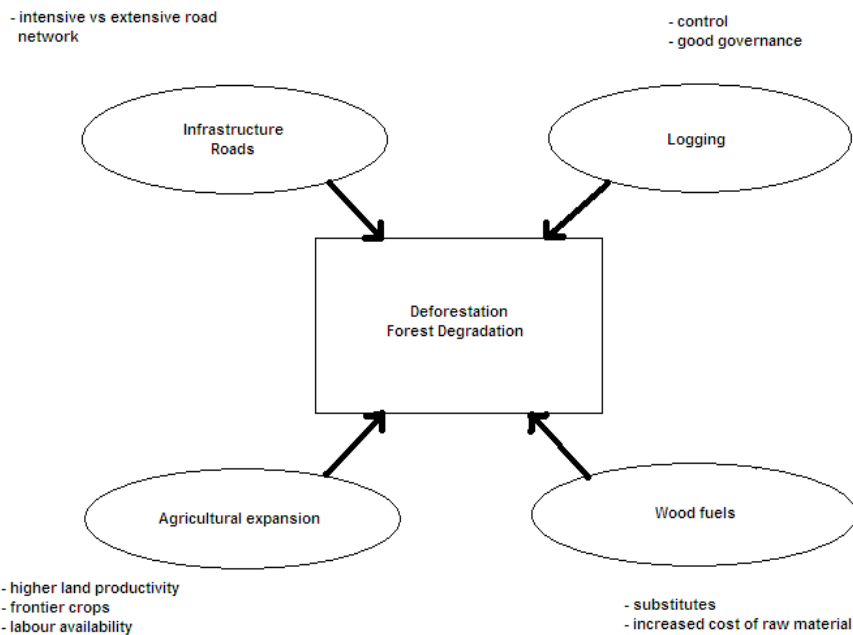 - intensive vs extensive road
network
- control
- good governance
Infrastructure
Roads
Logging
Deforestation
Forest Degradation
Agricultural expansion
Wood fuels
- higher land productivity
- frontier crops
- labour availability
- substitutes
- increased cost of raw material